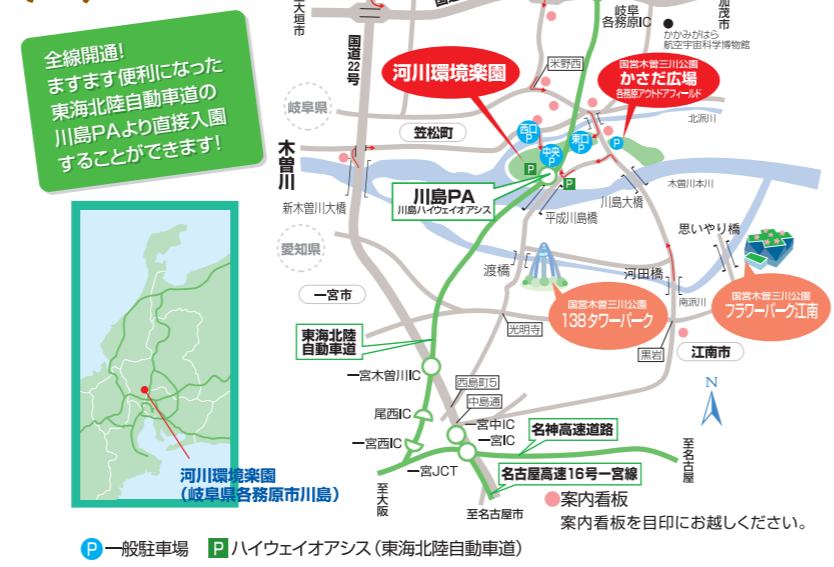 全線開通!
ますます便利になった
東海北陸自動車道の
川島PAより直接入園
することができます!
至大垣市
国道22号
岐阜
各務原IC
かかみがはら
航空宇宙科学博物館
加茂市
米野西
河川環境楽園
国営木曽三川公園
かさだ広場
各務原アウトドアフィールド
岐阜県
笠松町
北派川
西口
P
中央
P
東口
P
P
P
P
木曽川
川島PA
川島ハイウェイオアシス
新木曽川大橋
平成川島橋
川島大橋
木曽川本川
思いやり橋
愛知県
渡橋
河田橋
南派川
一宮市
国営木曽三川公園
138タワーパーク
国営木曽三川公園
フラワーパーク江南
東海北陸
自動車道
光明寺
黒岩
江南市
一宮木曽川IC
西島町5
中島通
N
尾西IC
一宮中IC
一宮IC
名神高速道路
一宮西IC
至名古屋
一宮JCT
名古屋高速16号一宮線
至大阪
至名古屋市
河川環境楽園
(岐阜県各務原市川島)
案内看板
案内看板を目印にお越しください。
P 一般駐車場 P ハイウェイオアシス(東海北陸自動車道)